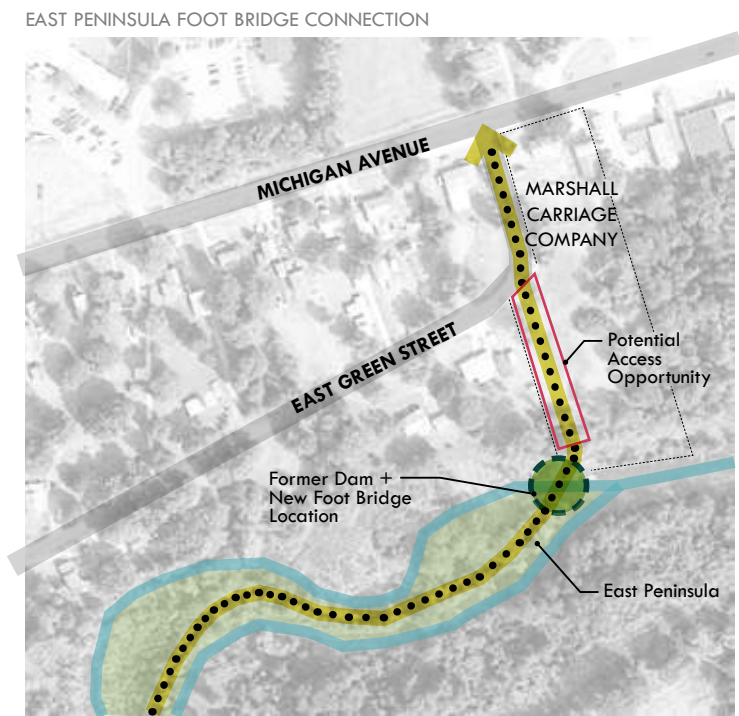 EAST PENINSULA FOOT BRIDGE CONNECTION
MICHIGAN AVENUE
MARSHALL
CARRIAGE
COMPANY
EAST GREEN STREET
Potential
Access
Opportunity
Former Dam +
New Foot Bridge
Location
East Peninsula